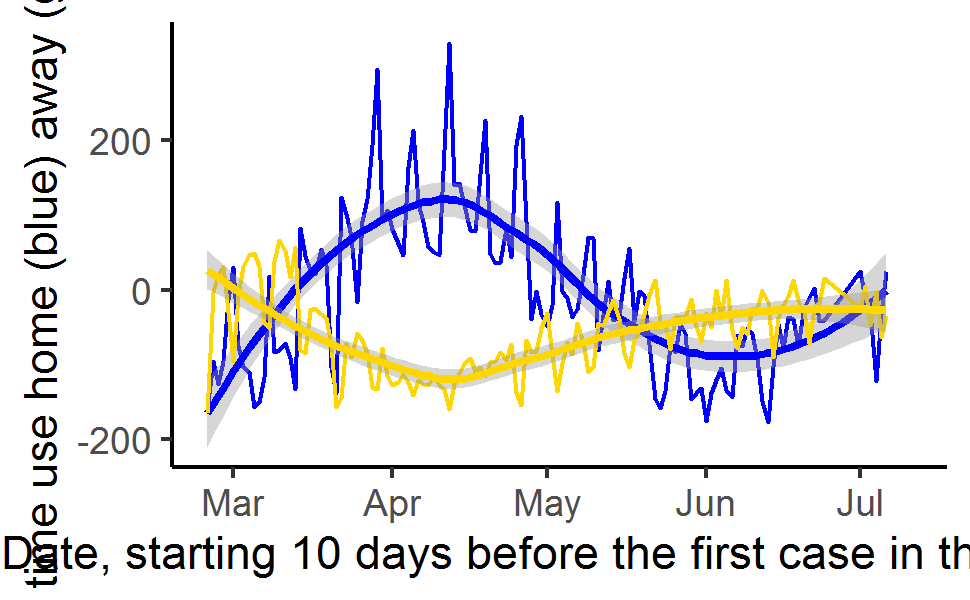 time use home (blue) away (
200
0
-200
Mar Apr May Jun Jul
Date, starting 10 days before the first case in th